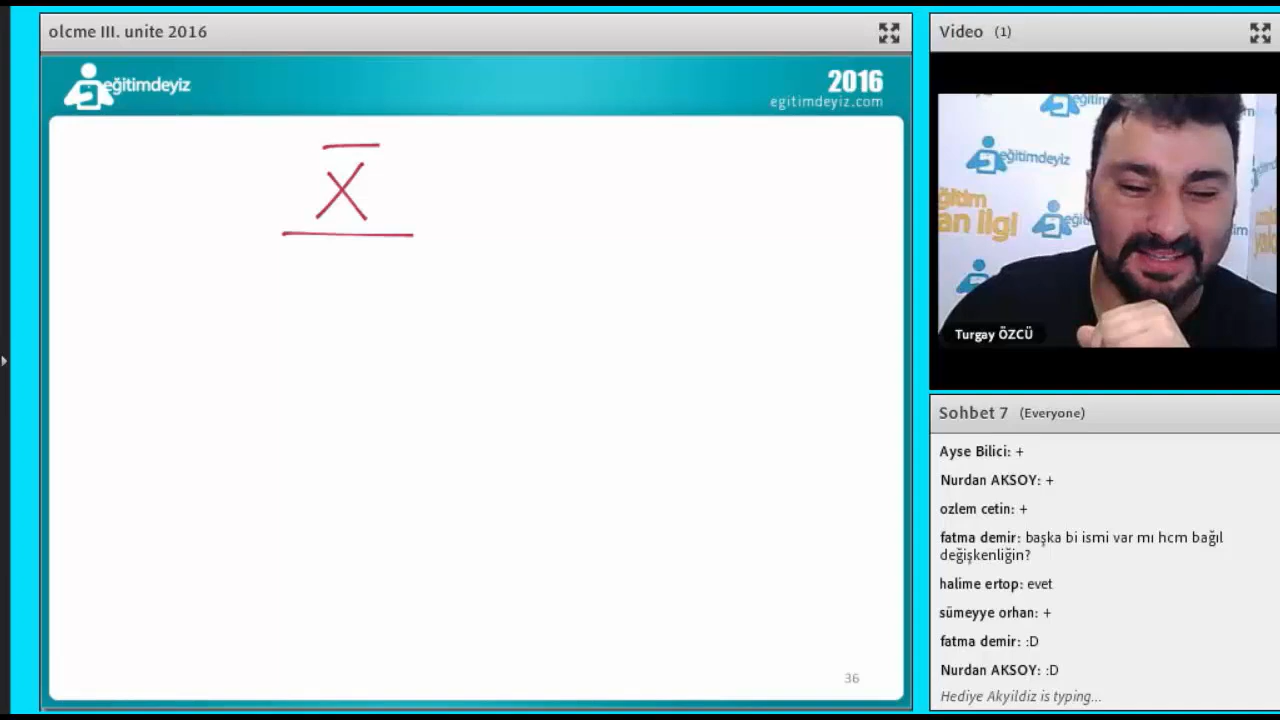 olcme III. unite 2016
eğitimdeyiz
2016
egitimdeyiz.com
X̄
36
Video (1)
eğitimdeyiz
Turgay ÖZCÜ
Sohbet 7 (Everyone)
Ayse Bilici: +
Nurdan AKSOY: +
ozlem cetin: +
fatma demir: başka bi ismi var mı hcm bağıl
değişkenliğin?
halime ertop: evet
sümeyye orhan: +
fatma demir: :D
Nurdan AKSOY: :D
Hediye Akyildiz is typing...